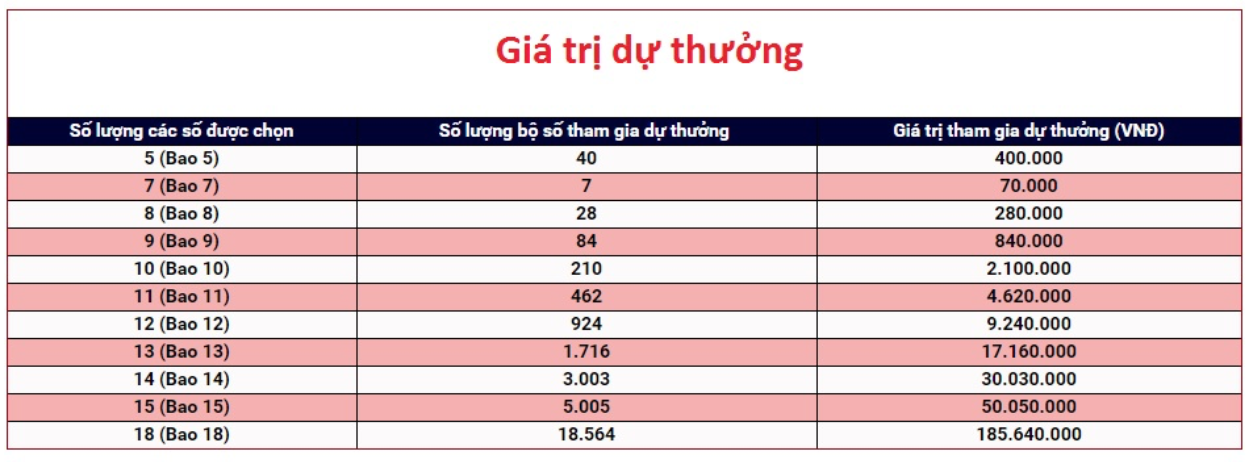 Giá trị dự thưởng
Số lượng các số được chọn Số lượng bộ số tham gia dự thưởng Giá trị tham gia dự thưởng (VNĐ)
5 (Bao 5) 40 400.000
7 (Bao 7) 7 70.000
8 (Bao 8) 28 280.000
9 (Bao 9) 84 840.000
10 (Bao 10) 210 2.100.000
11 (Bao 11) 462 4.620.000
12 (Bao 12) 924 9.240.000
13 (Bao 13) 1.716 17.160.000
14 (Bao 14) 3.003 30.030.000
15 (Bao 15) 5.005 50.050.000
18 (Bao 18) 18.564 185.640.000